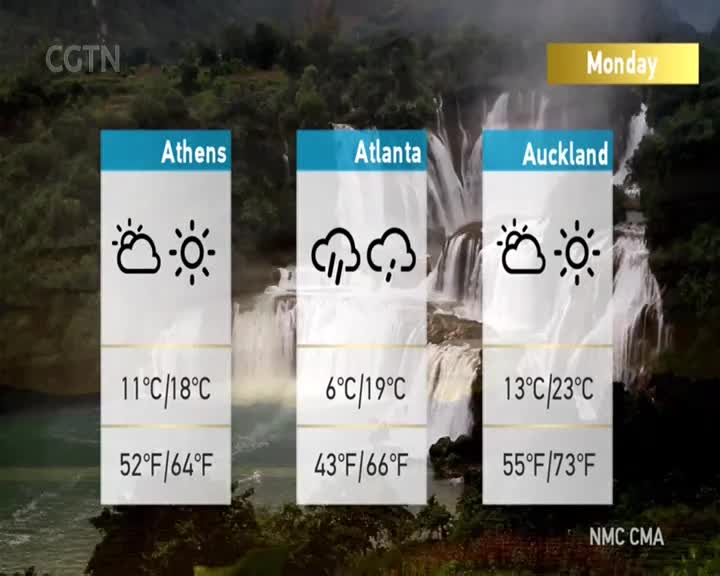 CGTN
Monday
Athens
11°C/18°C
52°F/64°F
Atlanta
6°C/19°C
43°F/66°F
Auckland
13°C/23°C
55°F/73°F
NMC CMA